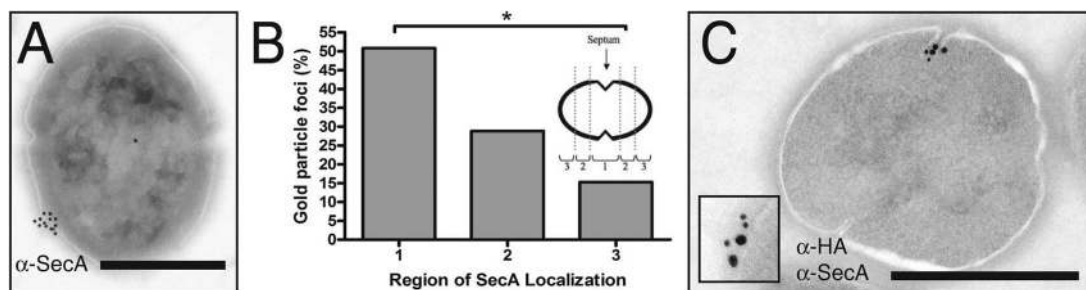 A
α-SecA
B
*
Gold particle foci (%)
55
50
45
40
35
30
25
20
15
10
5
0
Septum
3 2 1 2 3
1 2 3
Region of SecA Localization
C
α-HA
α-SecA